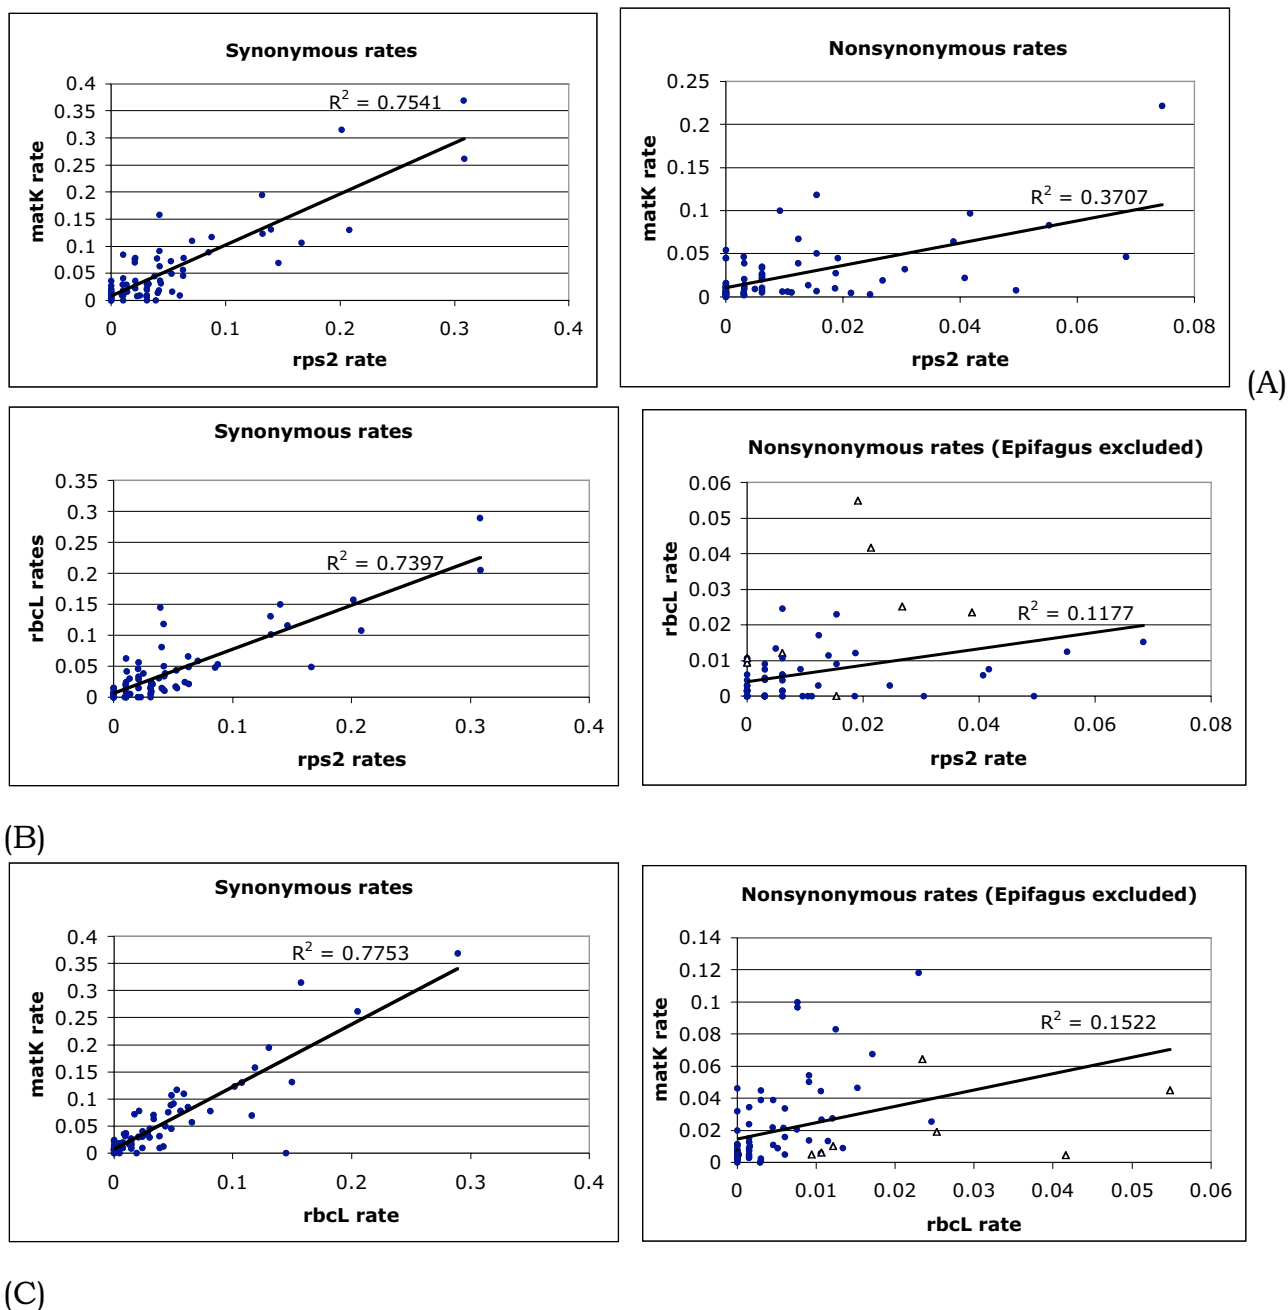 Synonymous rates
matK rate
0.4
0.35
0.3
0.25
0.2
0.15
0.1
0.05
0
R² = 0.7541
0 0.1 0.2 0.3 0.4
rps2 rate
Nonsynonymous rates
matK rate
0.25
0.2
0.15
0.1
0.05
0
R² = 0.3707
0 0.02 0.04 0.06 0.08
rps2 rate
(A)
Synonymous rates
rbcL rates
0.35
0.3
0.25
0.2
0.15
0.1
0.05
0
R² = 0.7397
0 0.1 0.2 0.3 0.4
rps2 rates
Nonsynonymous rates (Epifagus excluded)
rbcL rate
0.06
0.05
0.04
0.03
0.02
0.01
0
R² = 0.1177
0 0.02 0.04 0.06 0.08
rps2 rate
(B)
Synonymous rates
matK rate
0.4
0.35
0.3
0.25
0.2
0.15
0.1
0.05
0
R² = 0.7753
0 0.1 0.2 0.3 0.4
rbcL rate
Nonsynonymous rates (Epifagus excluded)
matK rate
0.14
0.12
0.1
0.08
0.06
0.04
0.02
0
R² = 0.1522
0 0.01 0.02 0.03 0.04 0.05 0.06
rbcL rate
(C)